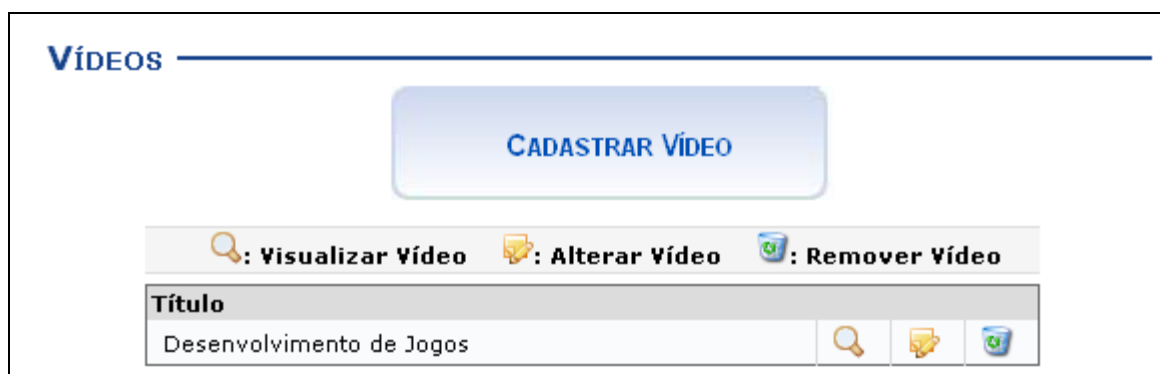 VÍDEOS
CADASTRAR VÍDEO
: Visualizar Vídeo : Alterar Vídeo : Remover Vídeo
Título
Desenvolvimento de Jogos